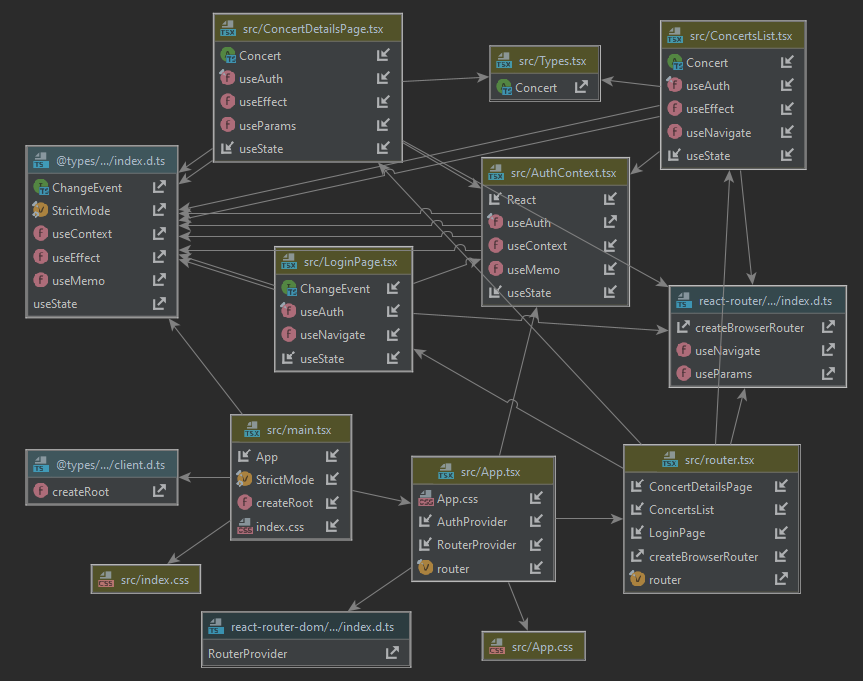 src/ConcertDetailsPage.tsx
Concert
useAuth
useEffect
useParams
useState
src/Types.tsx
Concert
src/ConcertsList.tsx
Concert
useAuth
useEffect
useNavigate
useState
@types/.../index.d.ts
ChangeEvent
StrictMode
useContext
useEffect
useMemo
useState
src/AuthContext.tsx
React
useAuth
useContext
useMemo
useState
src/LoginPage.tsx
ChangeEvent
useAuth
useNavigate
useState
react-router/.../index.d.ts
createBrowserRouter
useNavigate
useParams
src/main.tsx
App
StrictMode
createRoot
index.css
@types/.../client.d.ts
createRoot
src/App.tsx
App.css
AuthProvider
RouterProvider
router
src/router.tsx
ConcertDetailsPage
ConcertsList
LoginPage
createBrowserRouter
router
src/index.css
react-router-dom/.../index.d.ts
RouterProvider
src/App.css